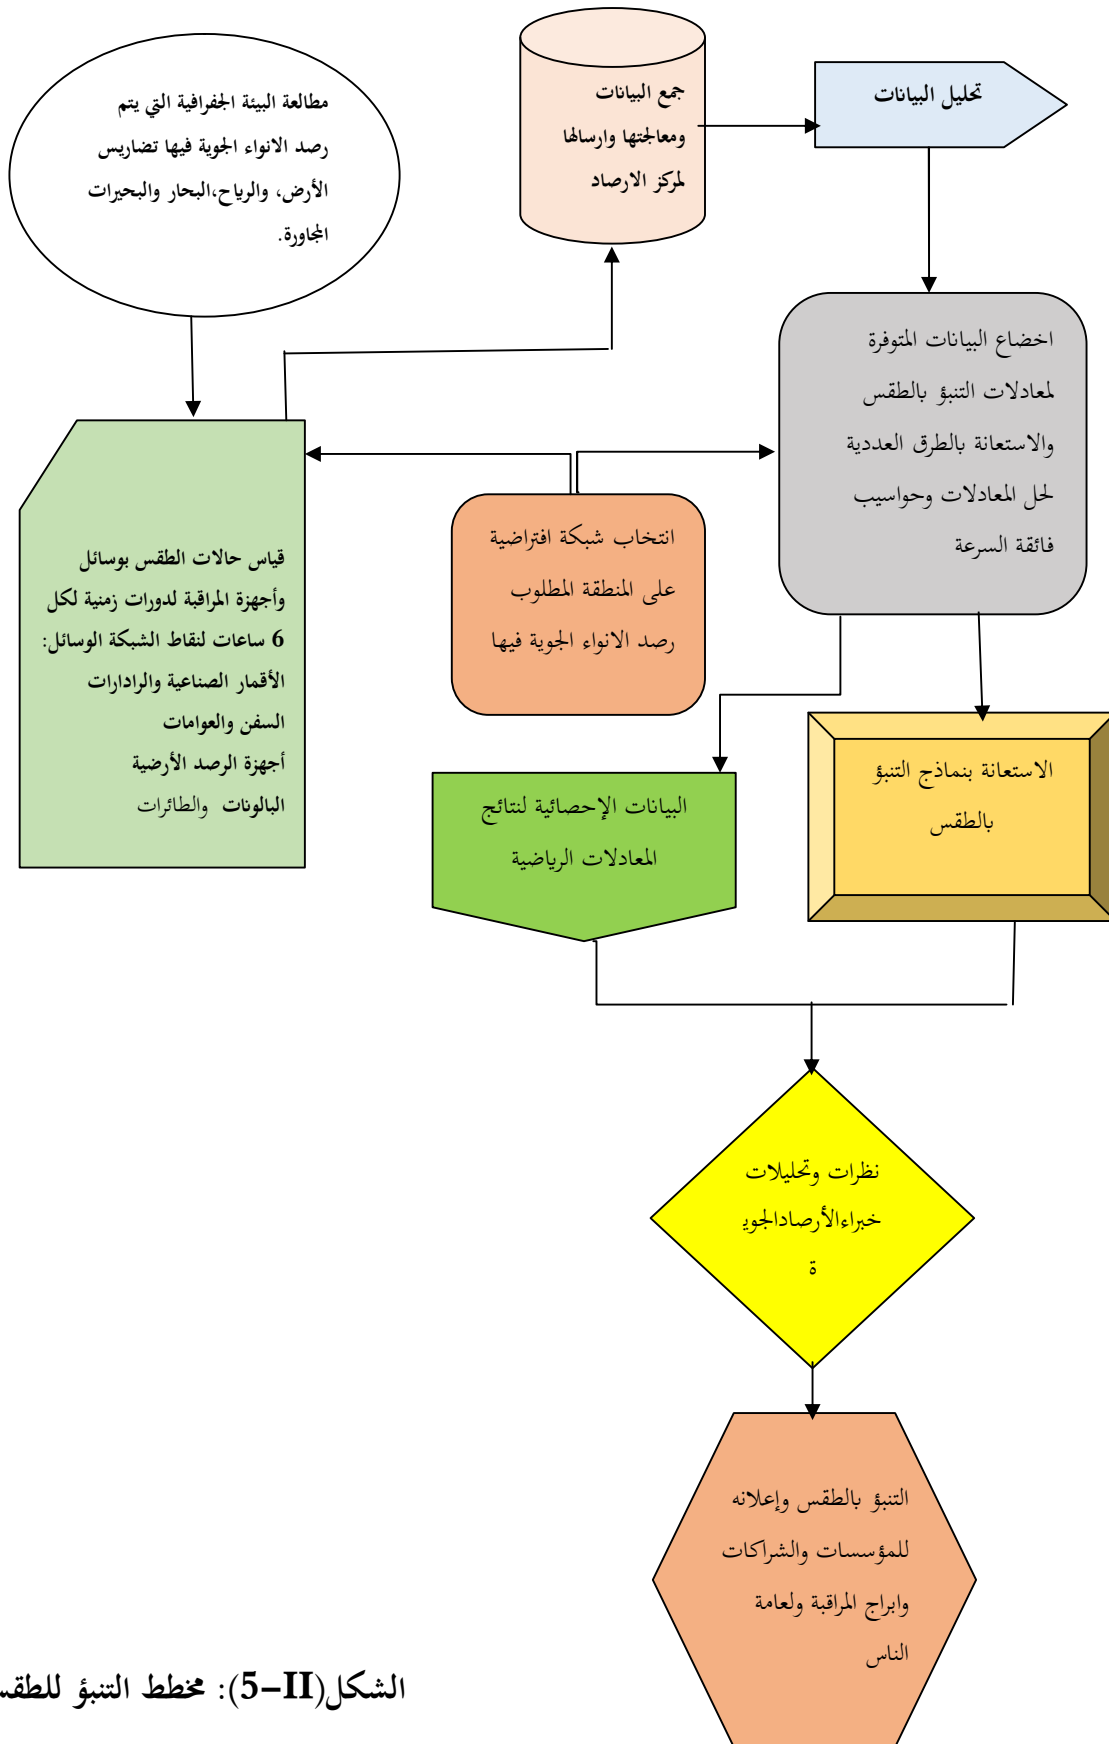 مطالعة البيئة الجفرافية التي يتم
رصد الانواء الجوية فيها تضاريس
الأرض، والرياح،البحار والبحيرات
المجاورة.
جمع البيانات
ومعالجتها وارسالها
لمركز الارصاد
تحليل البيانات
اخضاع البيانات المتوفرة
لمعادلات التنبؤ بالطقس
والاستعانة بالطرق العددية
لحل المعادلات وحواسيب
فائقة السرعة
انتخاب شبكة افتراضية
على المنطقة المطلوب
رصد الانواء الجوية فيها
قياس حالات الطقس بوسائل
وأجهزة المراقبة لدورات زمنية لكل
6 ساعات لنقاط الشبكة الوسائل:
الأقمار الصناعية والرادارات
السفن والعوامات
أجهزة الرصد الأرضية
البالونات والطائرات
البيانات الإحصائية لنتائج
المعادلات الرياضية
الاستعانة بنماذج التنبؤ
بالطقس
نظرات وتحليلات
خبراءالأرصادالجوي
ة
التنبؤ بالطقس وإعلانه
للمؤسسات والشراكات
وابراج المراقبة ولعامة
الناس
الشكل(5-II): مخطط التنبؤ للطقس